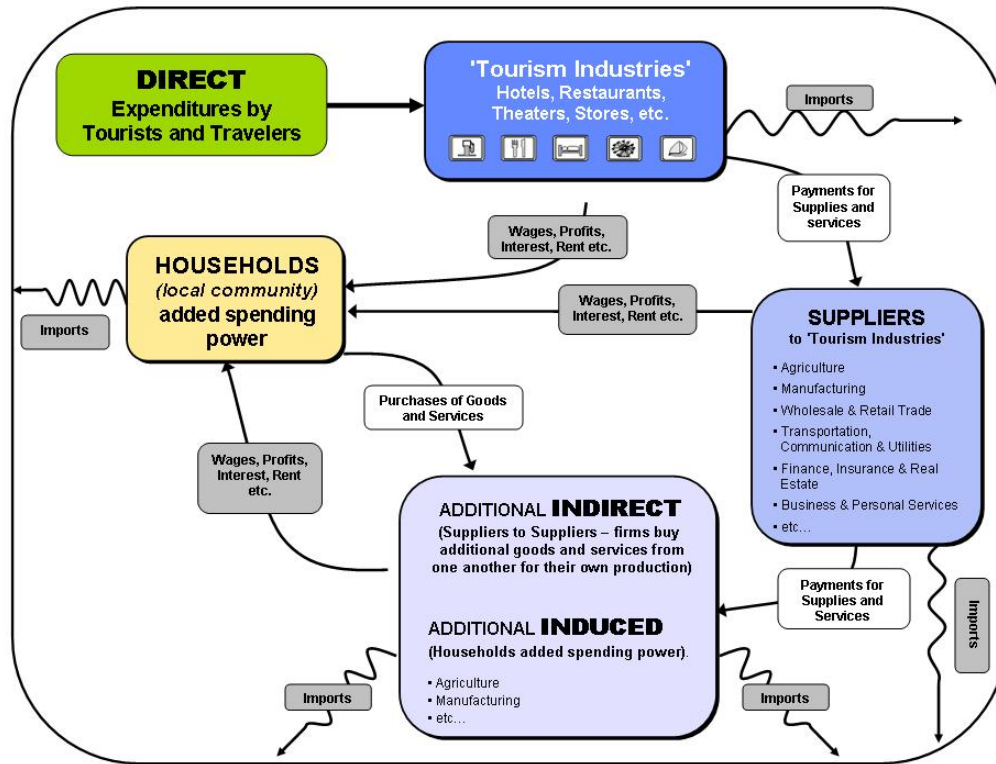 DIRECT
Expenditures by
Tourists and Travelers
'Tourism Industries'
Hotels, Restaurants,
Theaters, Stores, etc.
Imports
Payments for
Supplies and
services
Wages, Profits,
Interest, Rent etc.
HOUSEHOLDS
(local community)
added spending
power
Imports
Wages, Profits,
Interest, Rent etc.
SUPPLIERS
to 'Tourism Industries'
▪ Agriculture
▪ Manufacturing
▪ Wholesale & Retail Trade
▪ Transportation,
Communication & Utilities
▪ Finance, Insurance & Real
Estate
▪ Business & Personal Services
▪ etc...
Purchases of Goods
and Services
Wages, Profits,
Interest, Rent
etc.
ADDITIONAL INDIRECT
(Suppliers to Suppliers – firms buy
additional goods and services from
one another for their own production)
Payments for
Supplies and
Services
Imports
ADDITIONAL INDUCED
(Households added spending power).
▪ Agriculture
▪ Manufacturing
▪ etc...
Imports
Imports